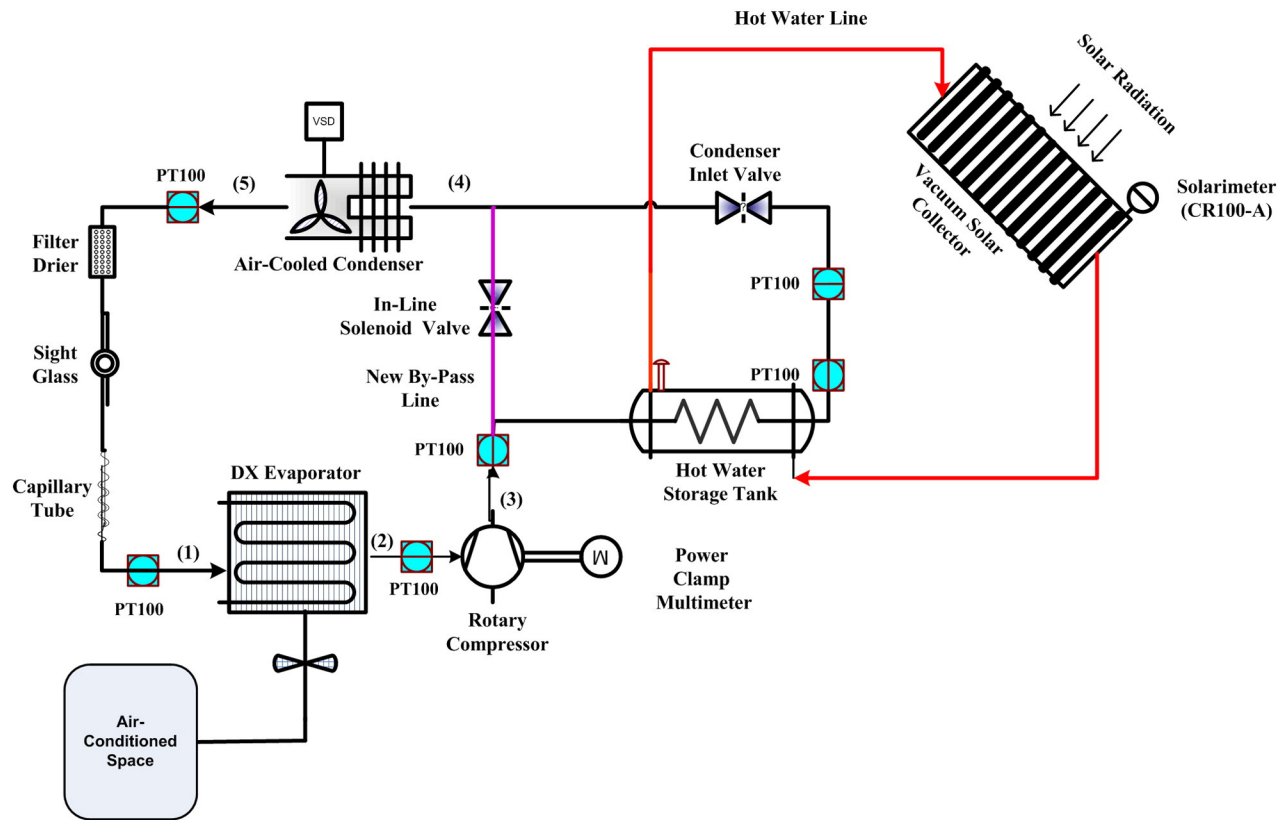 Hot Water Line
Solar Radiation
VSD
PT100
(5)
(4)
Condenser
Inlet Valve
Solarimeter
(CR100-A)
Vacuum Solar
Collector
Filter
Drier
Air-Cooled Condenser
PT100
In-Line
Solenoid Valve
Sight
Glass
New By-Pass
Line
PT100
PT100
DX Evaporator
Hot Water
Storage Tank
Capillary
Tube
(3)
(1)
(2)
M
Power
Clamp
Multimeter
PT100
PT100
Rotary
Compressor
Air-
Conditioned
Space